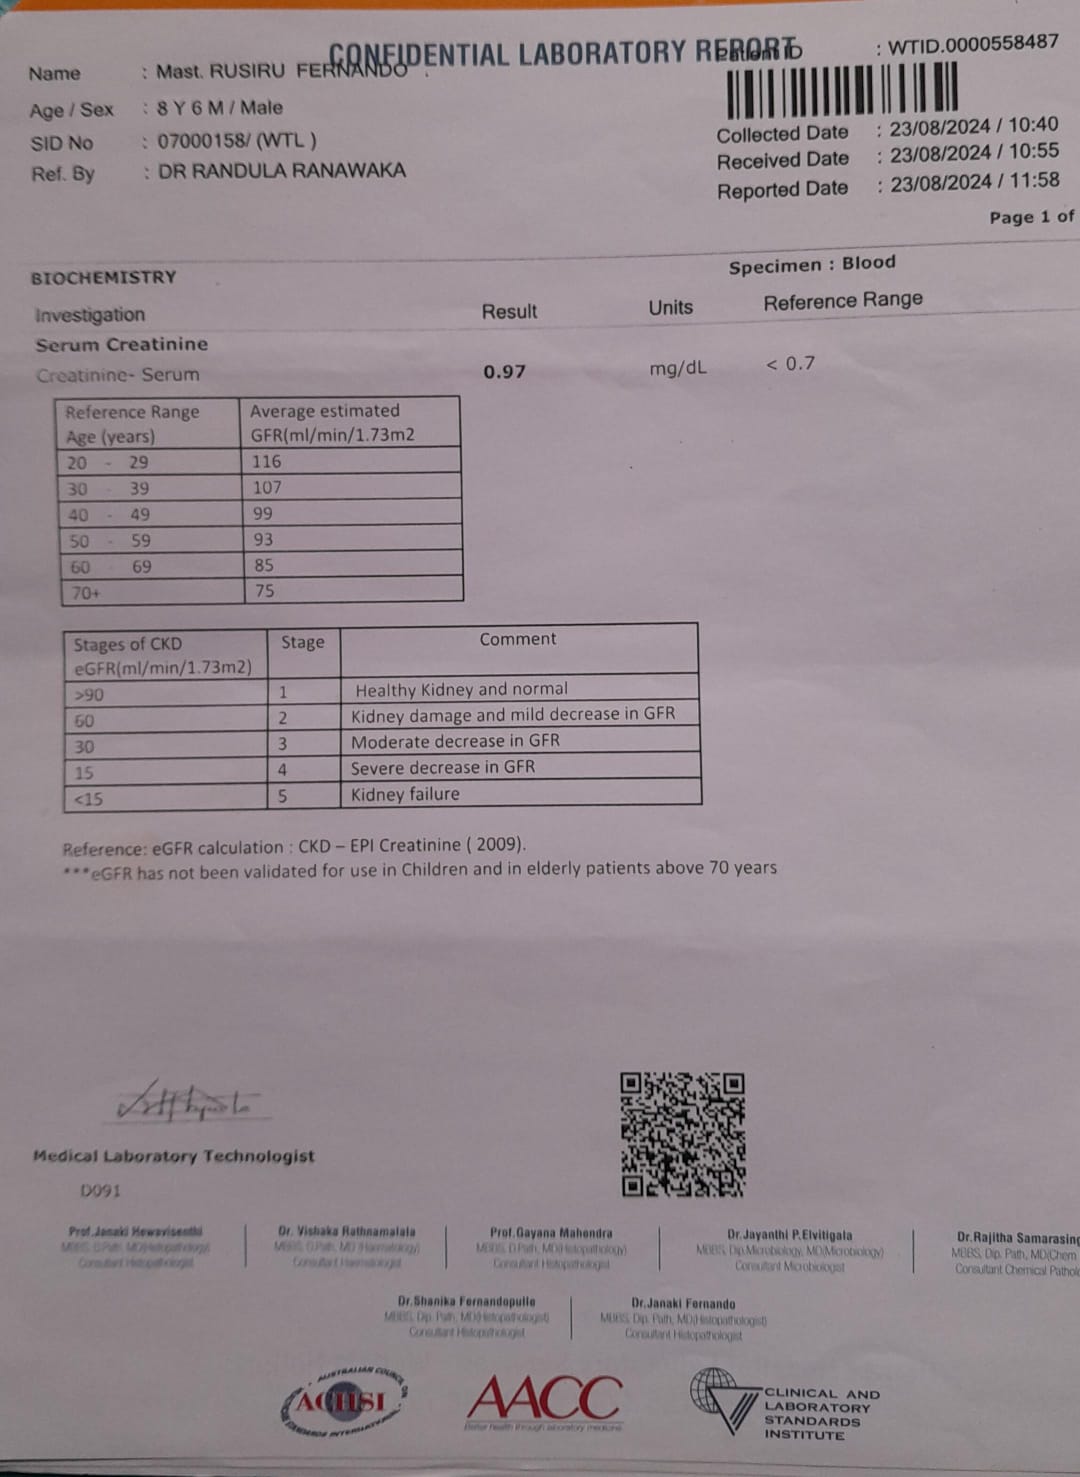 CONFIDENTIAL LABORATORY REPORT
Name : Mast. RUSIRU FERNANDO .
Age / Sex : 8 Y 6 M / Male
SID No : 07000158/ (WTL )
Ref. By : DR RANDULA RANAWAKA
Patient ID : WTID.0000558487
Collected Date : 23/08/2024 / 10:40
Received Date : 23/08/2024 / 10:55
Reported Date : 23/08/2024 / 11:58
Page 1 of
BIOCHEMISTRY Specimen : Blood
Investigation Result Units Reference Range
Serum Creatinine
Creatinine- Serum 0.97 mg/dL < 0.7
Reference Range Average estimated
Age (years) GFR(ml/min/1.73m2
20 - 29 116
30 - 39 107
40 - 49 99
50 - 59 93
60 69 85
70+ 75
Stages of CKD Stage Comment
eGFR(ml/min/1.73m2)
>90 1 Healthy Kidney and normal
60 2 Kidney damage and mild decrease in GFR
30 3 Moderate decrease in GFR
15 4 Severe decrease in GFR
<15 5 Kidney failure
Reference: eGFR calculation : CKD – EPI Creatinine ( 2009).
***eGFR has not been validated for use in Children and in elderly patients above 70 years
Medical Laboratory Technologist
D091
Prof.Janaki Hewavisenthi
MBBS, D.Path, MD(Histopathology)
Consultant Histopathologist
Dr. Vishaka Rathnamalala
MBBS, D.Path, MD (Haematology)
Consultant Haematologist
Prof.Gayana Mahendra
MBBS, D.Path, MD(Histopathology)
Consultant Histopathologist
Dr.Jayanthi P.Elvitigala
MBBS, Dip.Microbiology, MD(Microbiology)
Consultant Microbiologist
Dr.Rajitha Samarasing
MBBS, Dip. Path, MD(Chem
Consultant Chemical Patholo
Dr.Shanika Fernandopulle
MBBS, Dip. Path, MD(Histopathologist)
Consultant Histopathologist
Dr.Janaki Fernando
MBBS, Dip. Path, MD(Histopathologist)
Consultant Histopathologist
AUSTRALIAN COUNCIL ON
ACHSI
INTERNATIONAL
AACC
Better health through laboratory medicine
CLINICAL AND
LABORATORY
STANDARDS
INSTITUTE